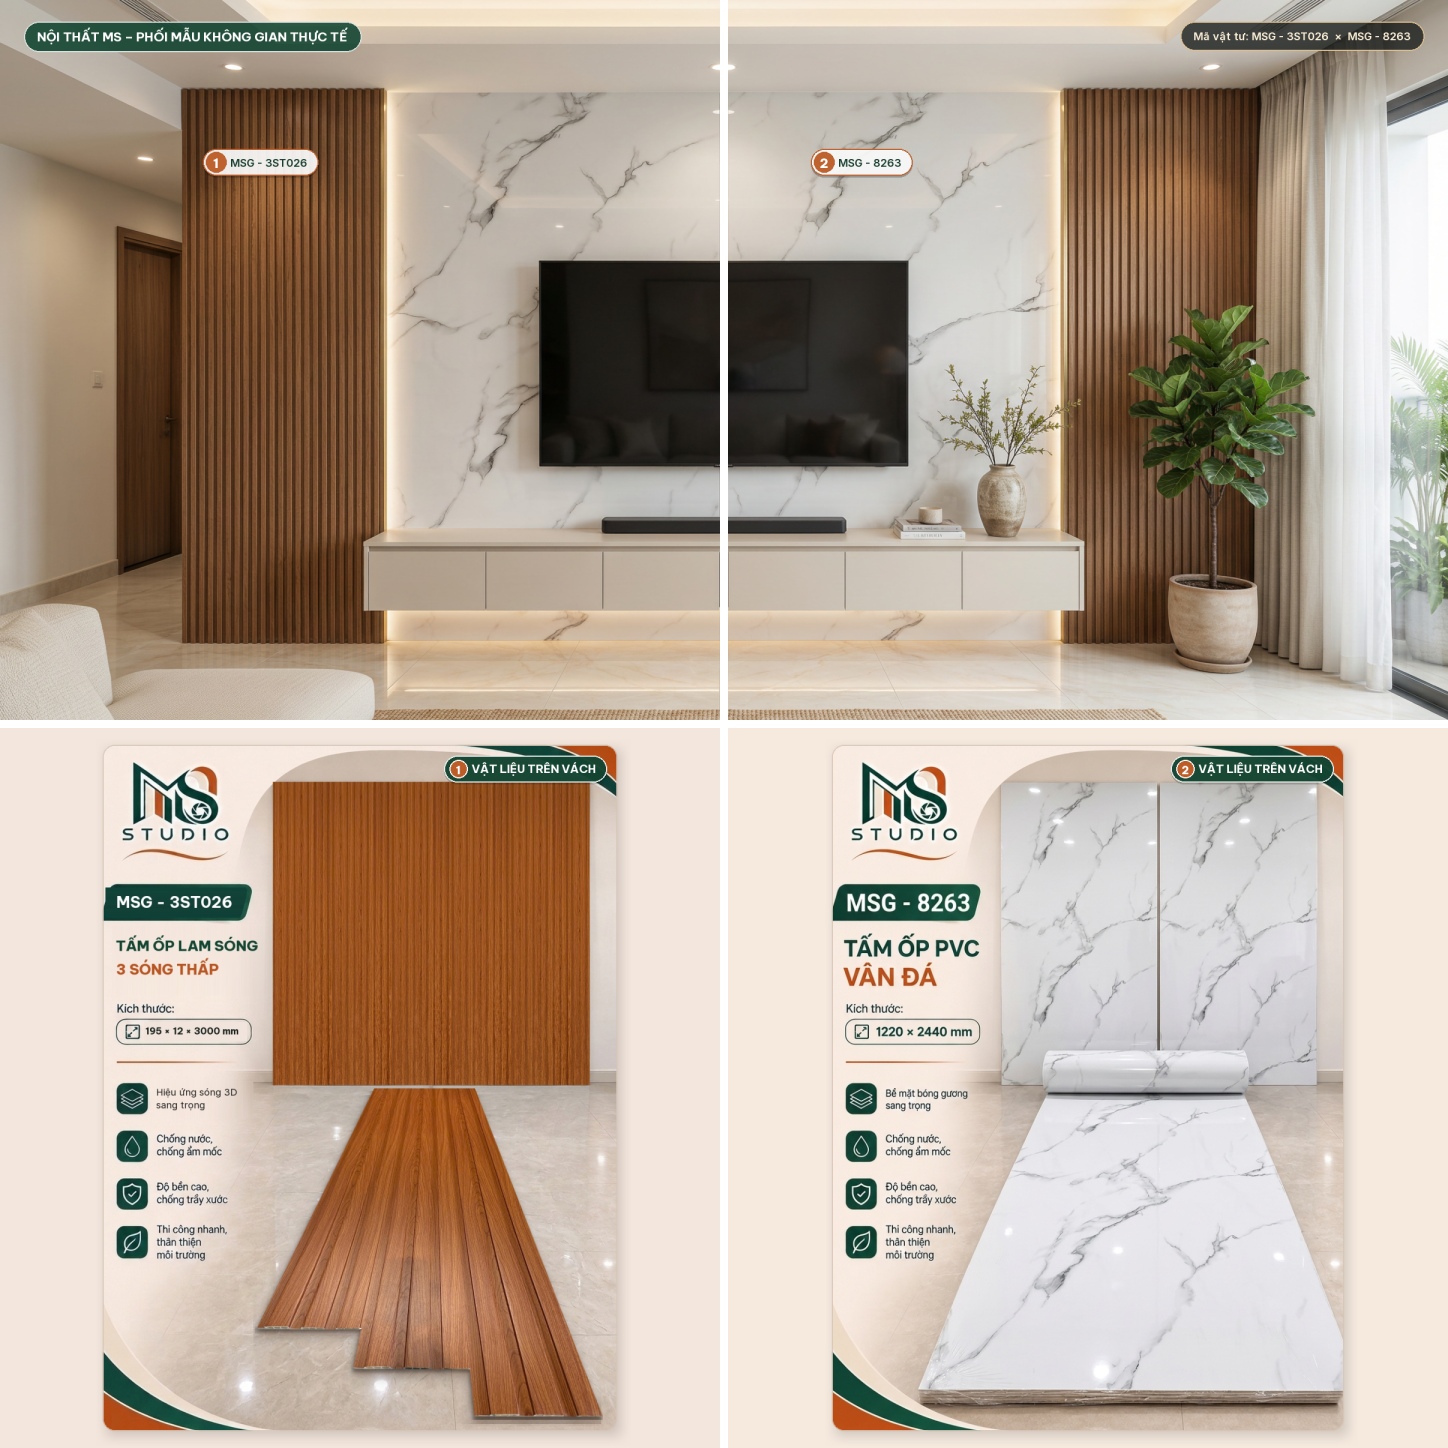 NỘI THẤT MS – PHỐI MẪU KHÔNG GIAN THỰC TẾ
Mã vật tư: MSG - 3ST026 × MSG - 8263
1 MSG - 3ST026
2 MSG - 8263
1 VẬT LIỆU TRÊN VÁCH
MS
STUDIO
MSG - 3ST026
TẤM ỐP LAM SÓNG
3 SÓNG THẤP
Kích thước:
195 × 12 × 3000 mm
Hiệu ứng sóng 3D
sang trọng
Chống nước,
chống ẩm mốc
Độ bền cao,
chống trầy xước
Thi công nhanh,
thân thiện
môi trường
2 VẬT LIỆU TRÊN VÁCH
MS
STUDIO
MSG - 8263
TẤM ỐP PVC
VÂN ĐÁ
Kích thước:
1220 × 2440 mm
Bề mặt bóng gương
sang trọng
Chống nước,
chống ẩm mốc
Độ bền cao,
chống trầy xước
Thi công nhanh,
thân thiện
môi trường